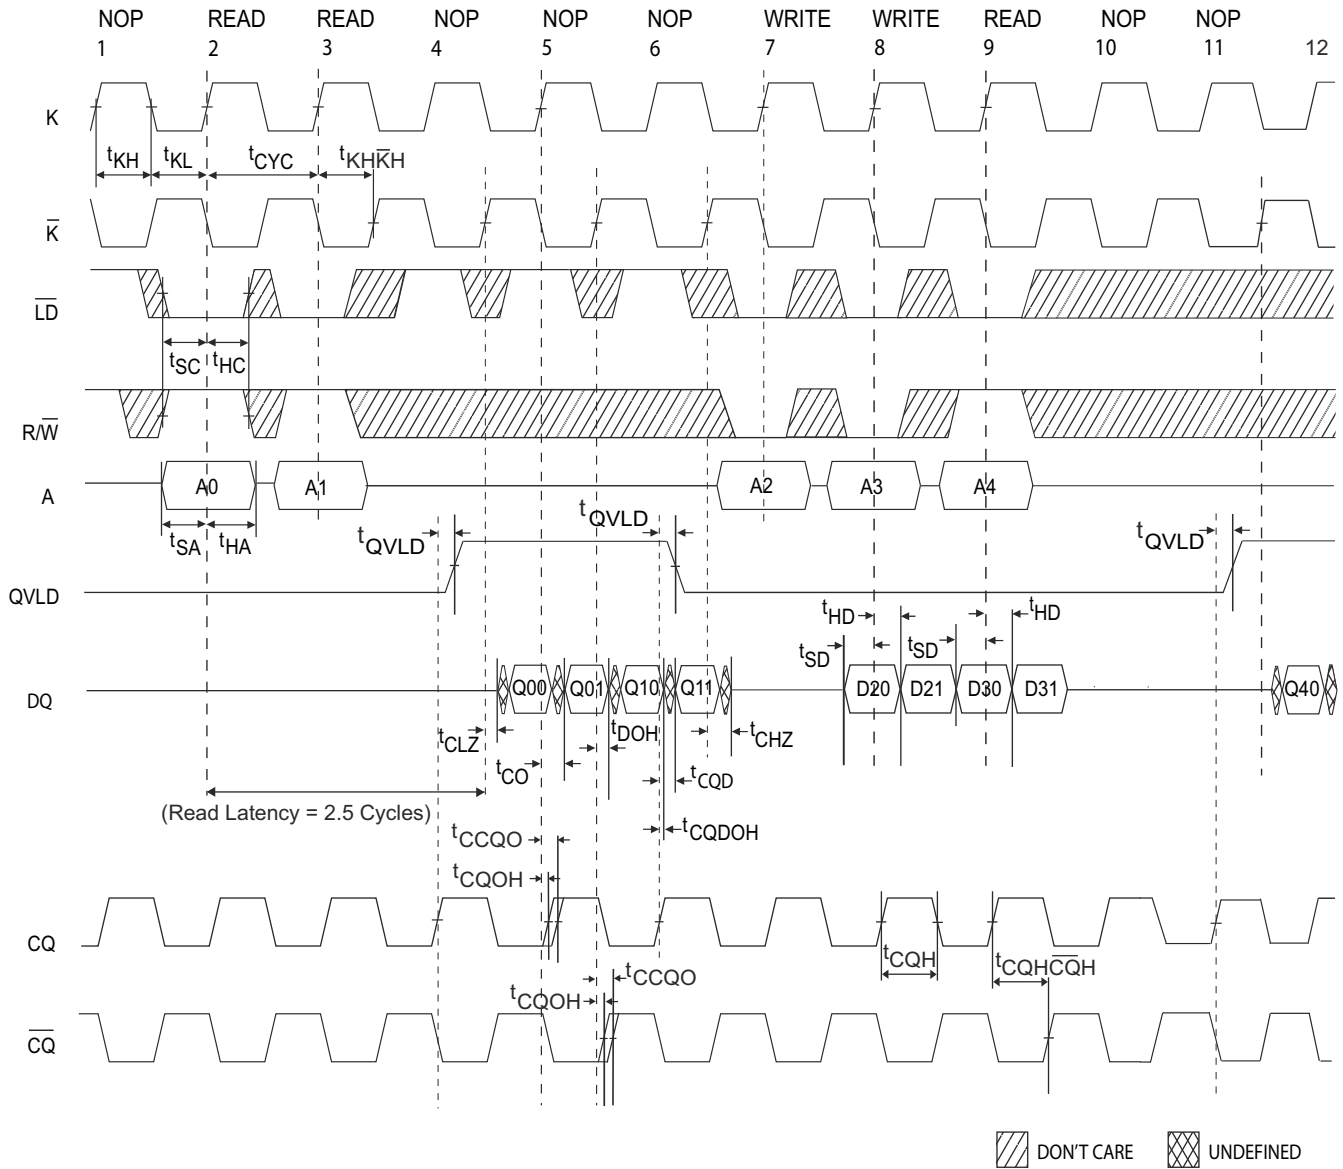 NOP READ READ NOP NOP NOP WRITE WRITE READ NOP NOP
1 2 3 4 5 6 7 8 9 10 11 12
K
tKH tKL tCYC tKHK̅H
K̅
L̅D̅
tSC tHC
R/W̅
A A0 A1 A2 A3 A4
tSA tHA tQVLD tQVLD tQVLD
QVLD
tHD tHD
tSD tSD
DQ Q00 Q01 Q10 Q11 D20 D21 D30 D31 Q40
tCLZ tDOH tCHZ
tCO tCQD
(Read Latency = 2.5 Cycles)
tCQDOH
tCCQO
tCQOH
CQ
tCQH tCQHC̅Q̅H
tCCQO
tCQOH
C̅Q̅
DON'T CARE UNDEFINED